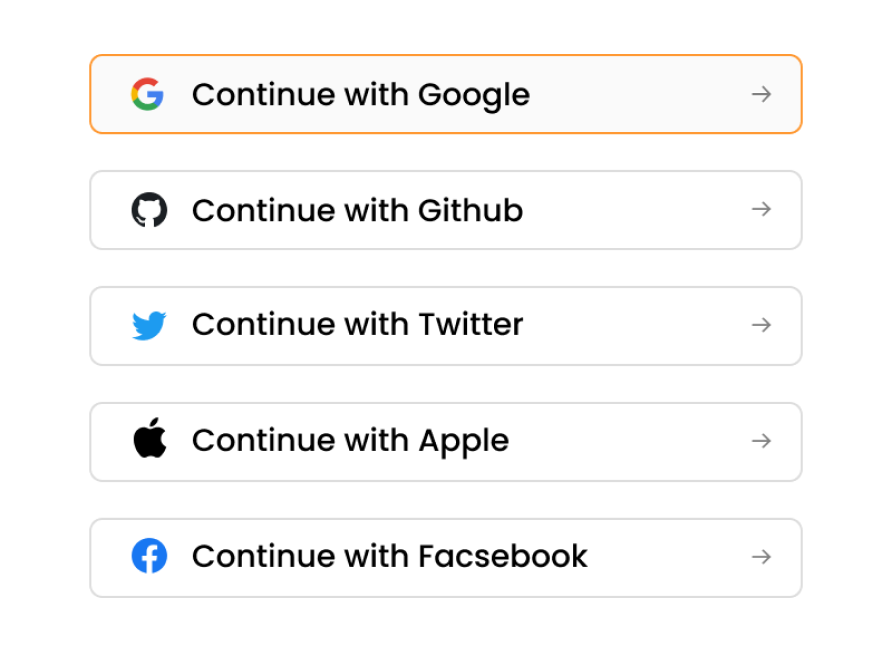 Continue with Google →
Continue with Github →
Continue with Twitter →
Continue with Apple →
Continue with Facsebook →